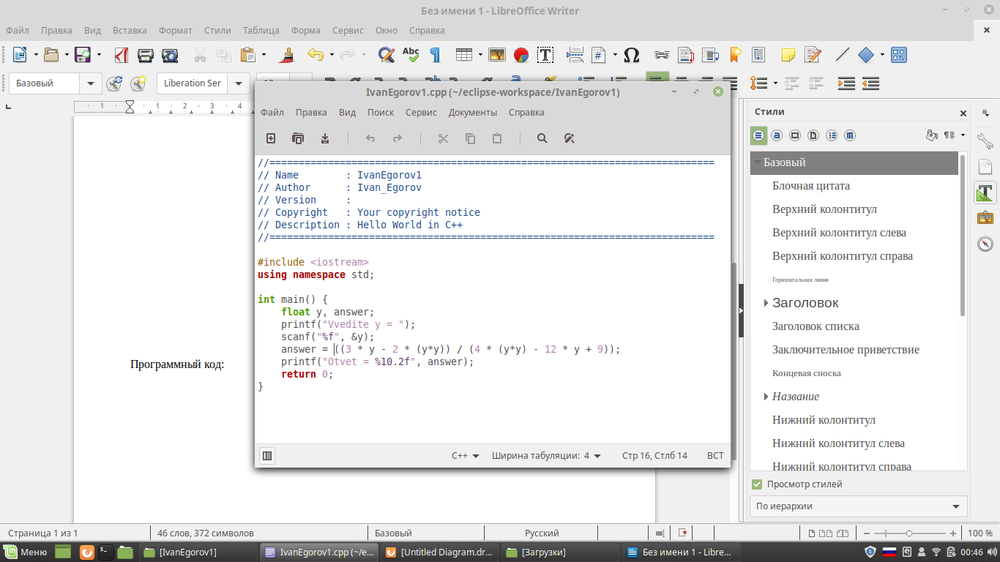 Без имени 1 - LibreOffice Writer
Файл Правка Вид Вставка Формат Стили Таблица Форма Сервис Окно Справка
Abc
Базовый Liberation Ser
1 1 2 3 4
IvanEgorov1.cpp (~/eclipse-workspace/IvanEgorov1)
Файл Правка Вид Поиск Сервис Документы Справка
//============================================================================
// Name        : IvanEgorov1
// Author      : Ivan_Egorov
// Version     :
// Copyright   : Your copyright notice
// Description : Hello World in C++
//============================================================================
#include <iostream>
using namespace std;
int main() {
    float y, answer;
    printf("Vvedite y = ");
    scanf("%f", &y);
    answer = ((3 * y - 2 * (y*y)) / (4 * (y*y) - 12 * y + 9));
    printf("Otvet = %10.2f", answer);
    return 0;
}
C++ Ширина табуляции: 4 Стр 16, Стлб 14 ВСТ
Программный код:
Стили
Базовый
Блочная цитата
Верхний колонтитул
Верхний колонтитул слева
Верхний колонтитул справа
Горизонтальная линия
Заголовок
Заголовок списка
Заключительное приветствие
Концевая сноска
Название
Нижний колонтитул
Нижний колонтитул слева
Нижний колонтитул справа
Просмотр стилей
По иерархии
Страница 1 из 1 46 слов, 372 символов Базовый Русский 100 %
Меню [IvanEgorov1] IvanEgorov1.cpp (~/e... [Untitled Diagram.dr... [Загрузки] Без имени 1 - Libre... 00:46